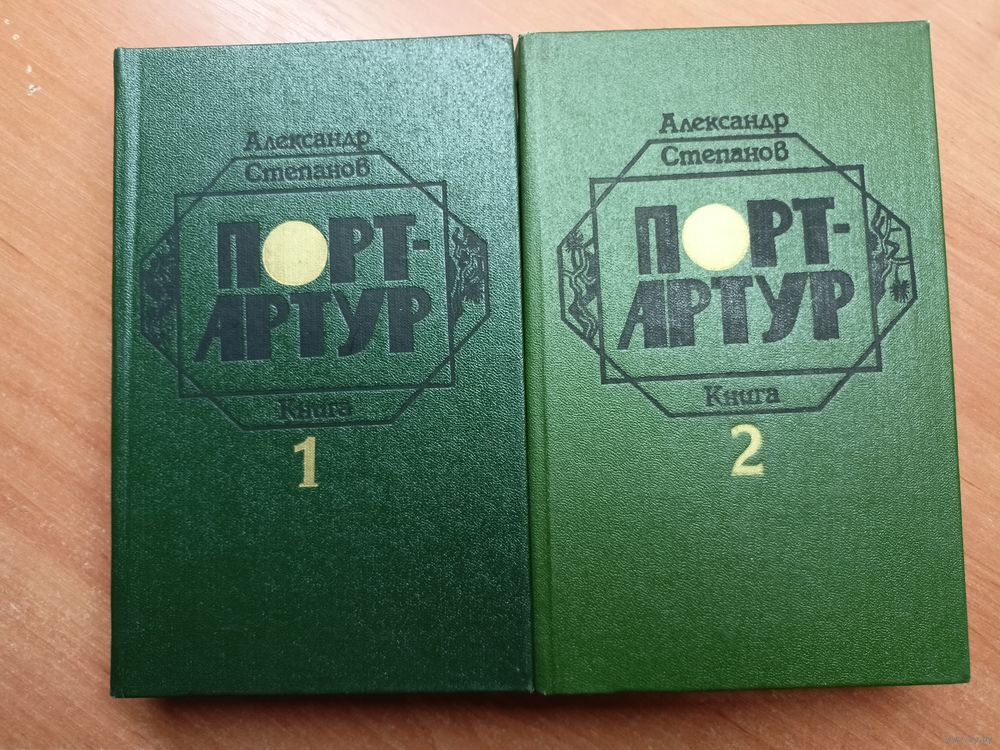 Александр
Степанов
ПОРТ-
АРТУР
Книга
1
Александр
Степанов
ПОРТ-
АРТУР
Книга
2